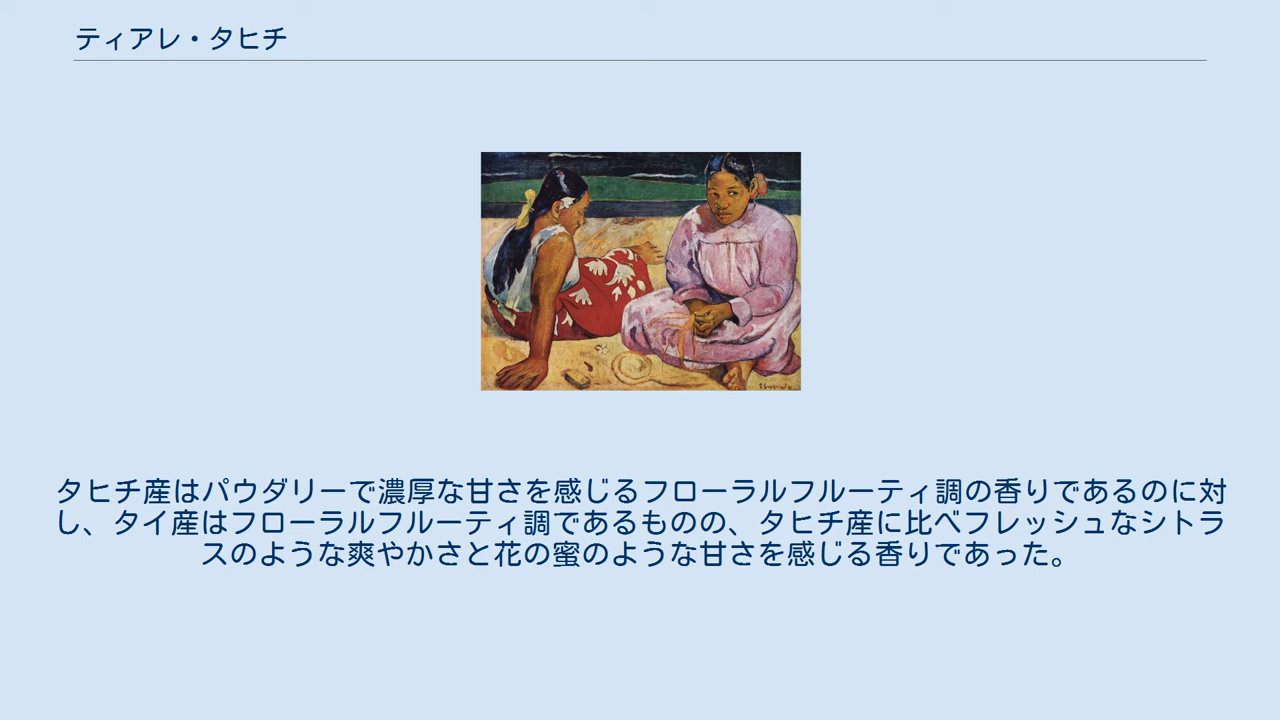 ティアレ・タヒチ
タヒチ産はパウダリーで濃厚な甘さを感じるフローラルフルーティ調の香りであるのに対
し、タイ産はフローラルフルーティ調であるものの、タヒチ産に比べフレッシュなシトラ
スのような爽やかさと花の蜜のような甘さを感じる香りであった。